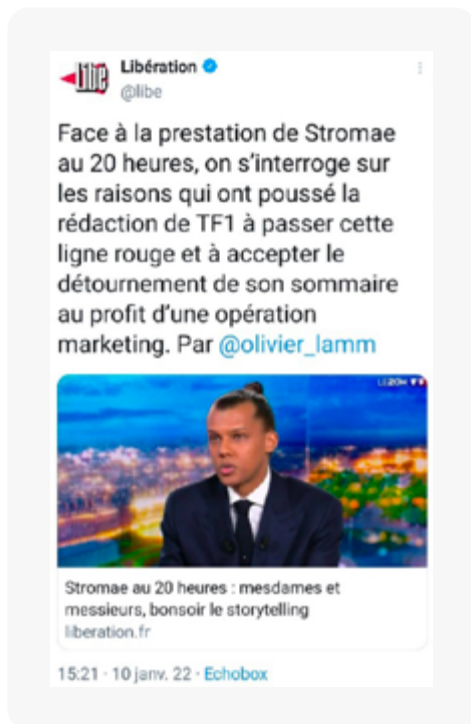 Libé
Libération
@libe
Face à la prestation de Stromae
au 20 heures, on s'interroge sur
les raisons qui ont poussé la
rédaction de TF1 à passer cette
ligne rouge et à accepter le
détournement de son sommaire
au profit d'une opération
marketing. Par @olivier_lamm
LE20H
Stromae au 20 heures : mesdames et
messieurs, bonsoir le storytelling
liberation.fr
15:21 · 10 janv. 22 · Echobox